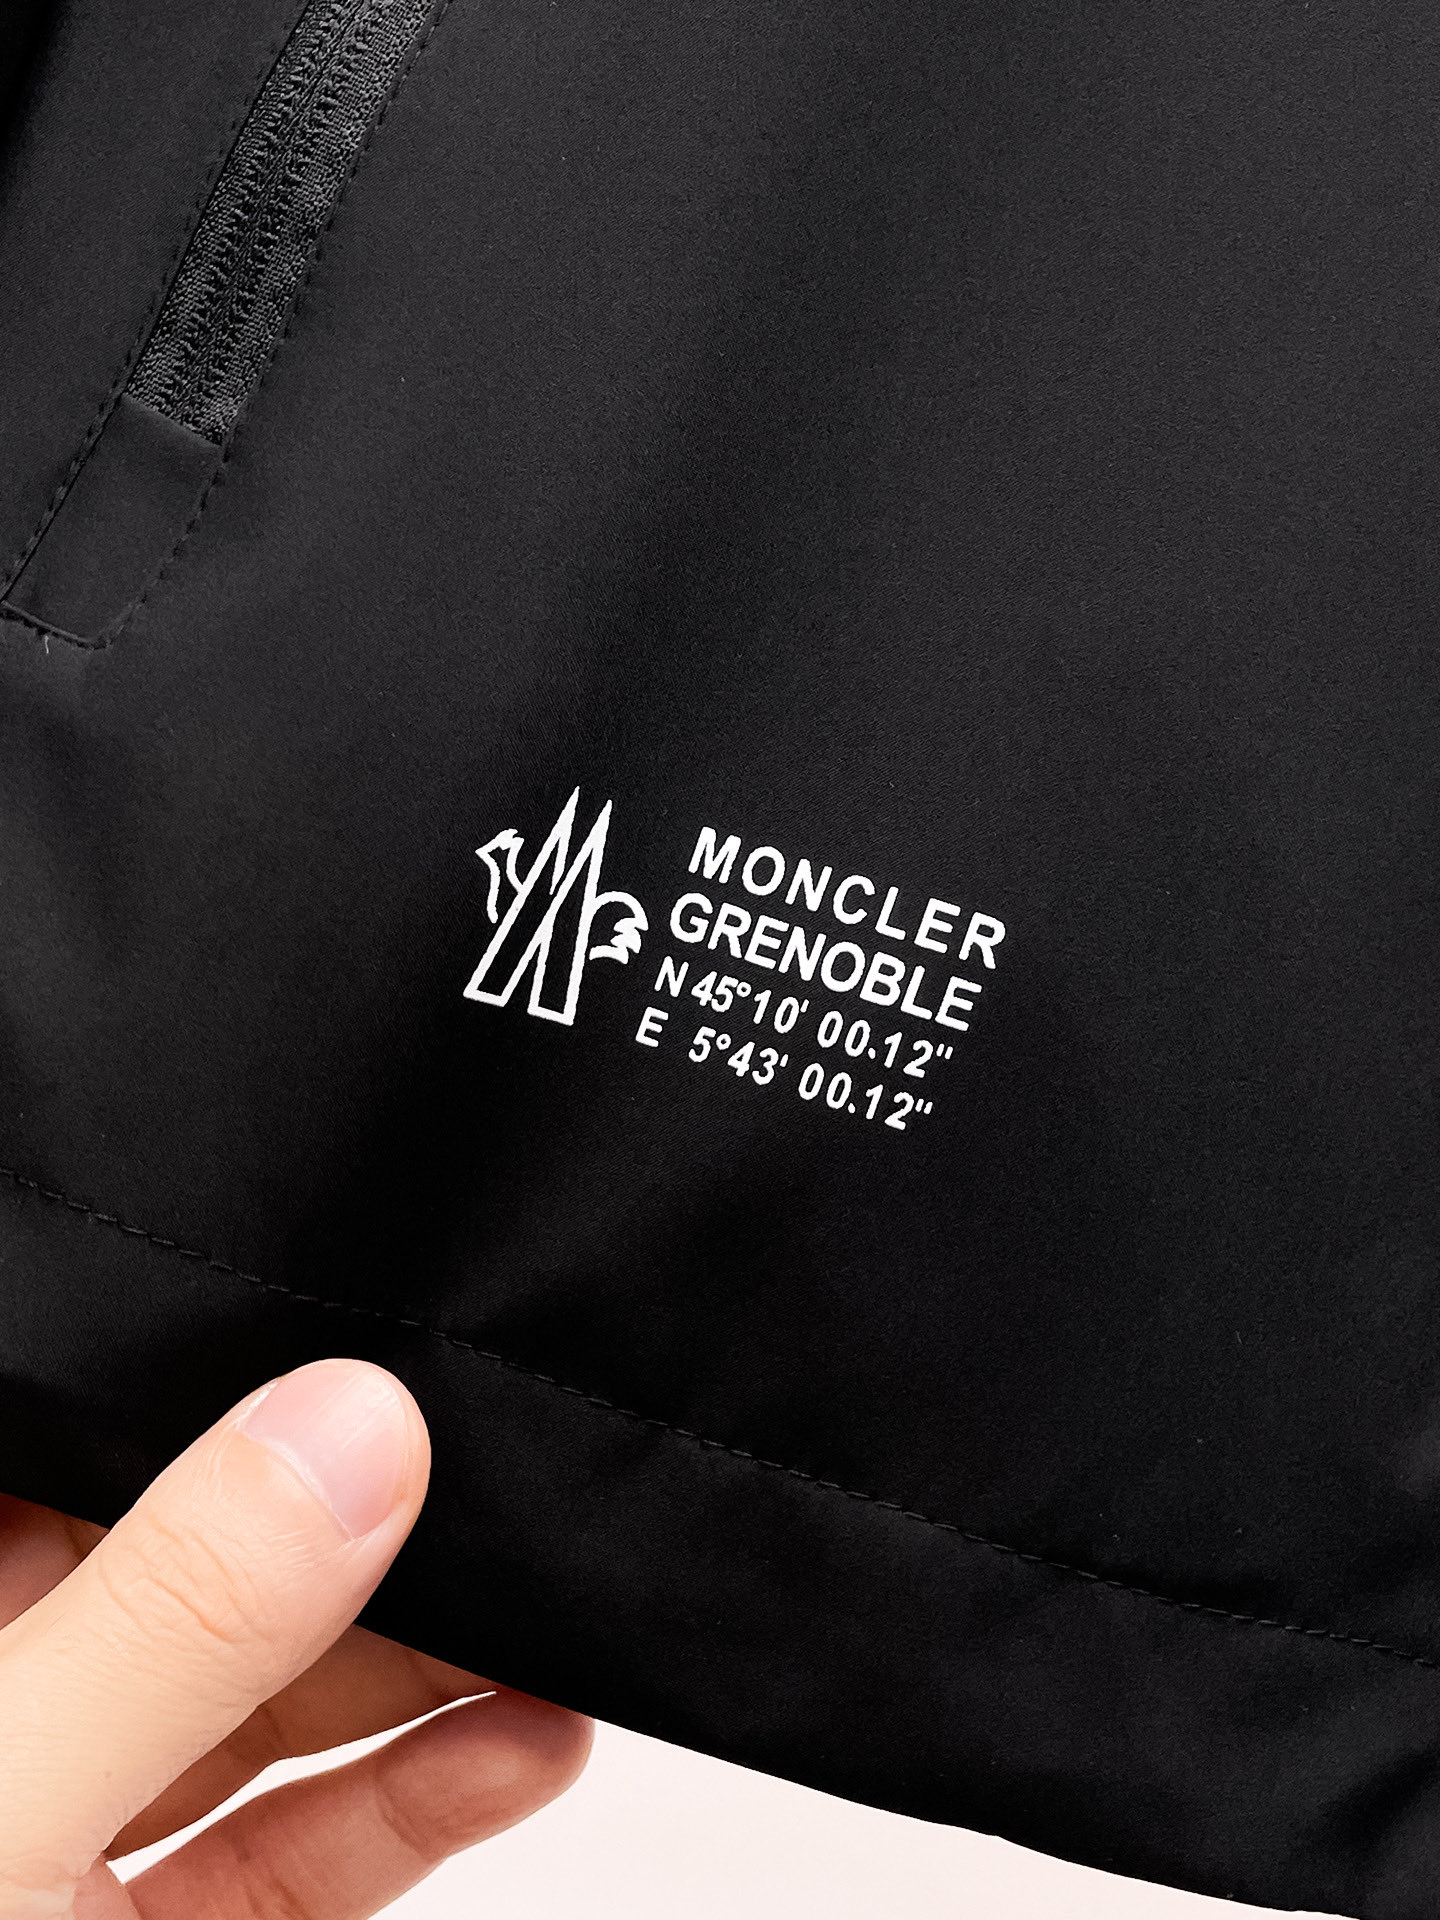 MONCLER
GRENOBLE
N 45°10' 00.12"
E 5°43' 00.12"